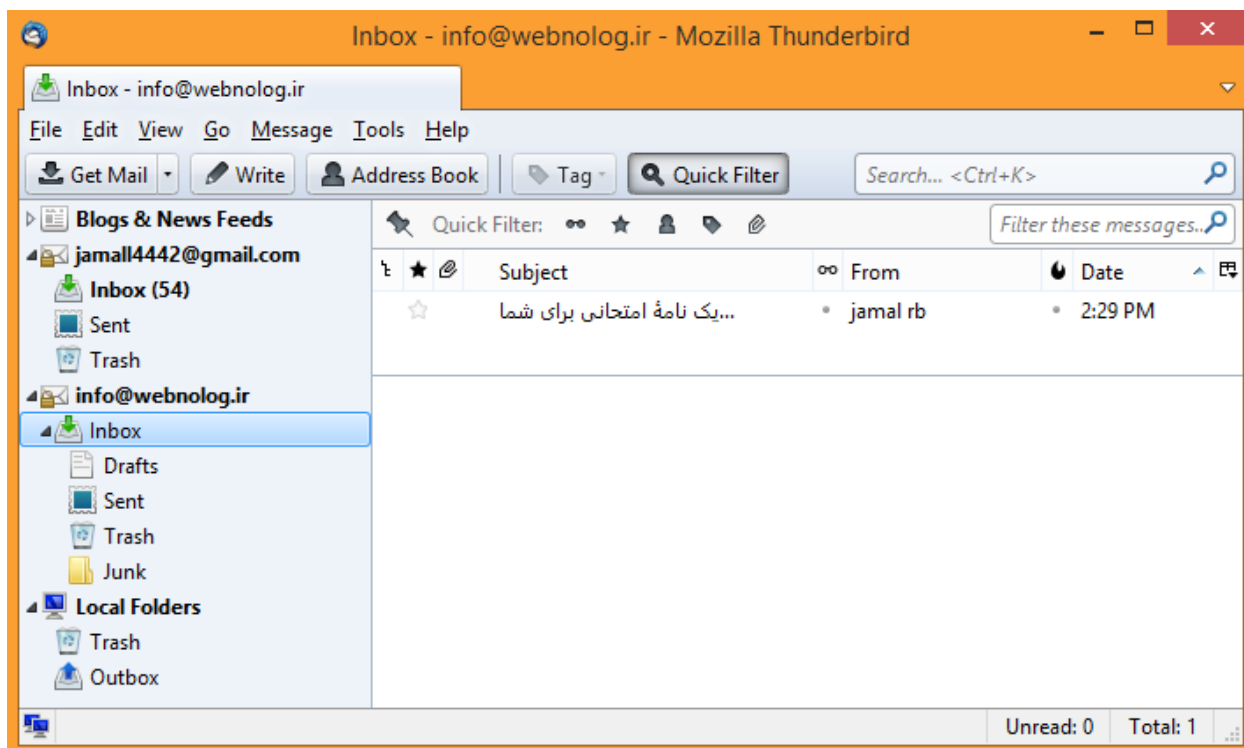 Inbox - info@webnolog.ir - Mozilla Thunderbird
Inbox - info@webnolog.ir
File Edit View Go Message Tools Help
Get Mail Write Address Book Tag Quick Filter Search... <Ctrl+K>
Blogs & News Feeds
jamall4442@gmail.com
Inbox (54)
Sent
Trash
info@webnolog.ir
Inbox
Drafts
Sent
Trash
Junk
Local Folders
Trash
Outbox
Quick Filter: Filter these messages..
Subject From Date
یک نامهٔ امتحانی برای شما... jamal rb 2:29 PM
Unread: 0 Total: 1